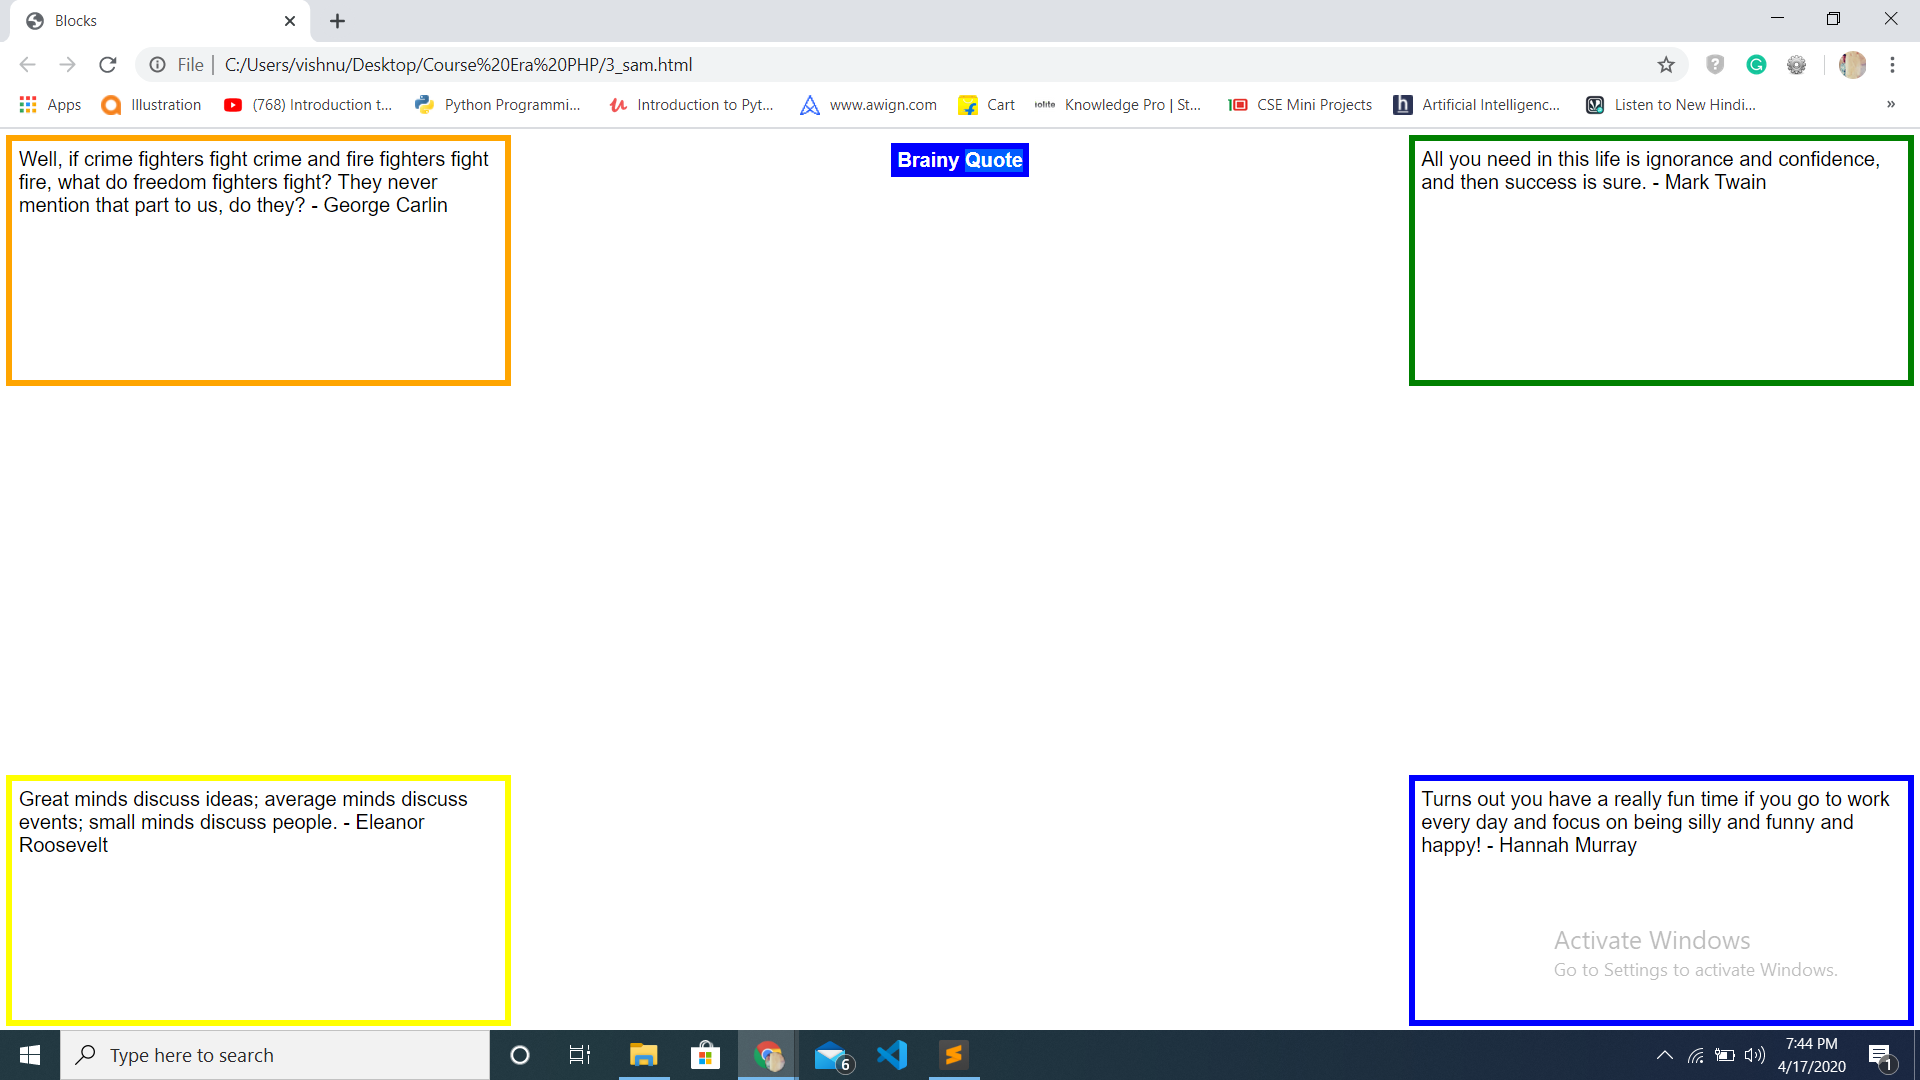 Blocks
File
C:/Users/vishnu/Desktop/Course%20Era%20PHP/3_sam.html
Apps
Illustration
(768) Introduction t...
Python Programmi...
Introduction to Pyt...
www.awign.com
Cart
iolite
Knowledge Pro | St...
CSE Mini Projects
Artificial Intelligenc...
Listen to New Hindi...
»
Well, if crime fighters fight crime and fire fighters fight
fire, what do freedom fighters fight? They never
mention that part to us, do they? - George Carlin
Brainy Quote
All you need in this life is ignorance and confidence,
and then success is sure. - Mark Twain
Great minds discuss ideas; average minds discuss
events; small minds discuss people. - Eleanor
Roosevelt
Turns out you have a really fun time if you go to work
every day and focus on being silly and funny and
happy! - Hannah Murray
Activate Windows
Go to Settings to activate Windows.
Type here to search
6
7:44 PM
4/17/2020
1